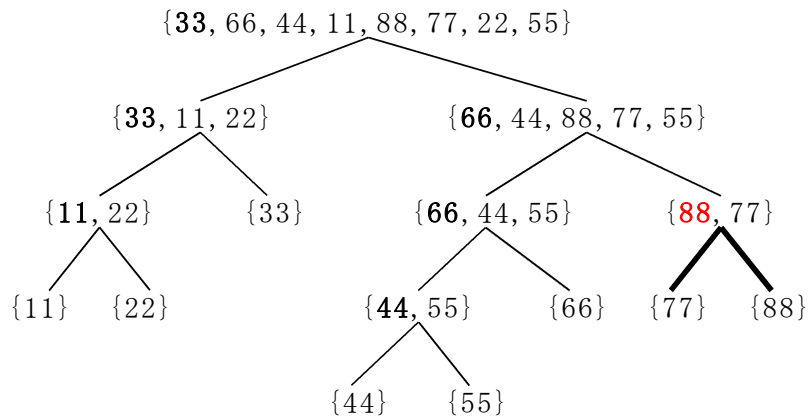 {33, 66, 44, 11, 88, 77, 22, 55}
{33, 11, 22} {66, 44, 88, 77, 55}
{11, 22} {33} {66, 44, 55} {88, 77}
{11} {22} {44, 55} {66} {77} {88}
{44} {55}